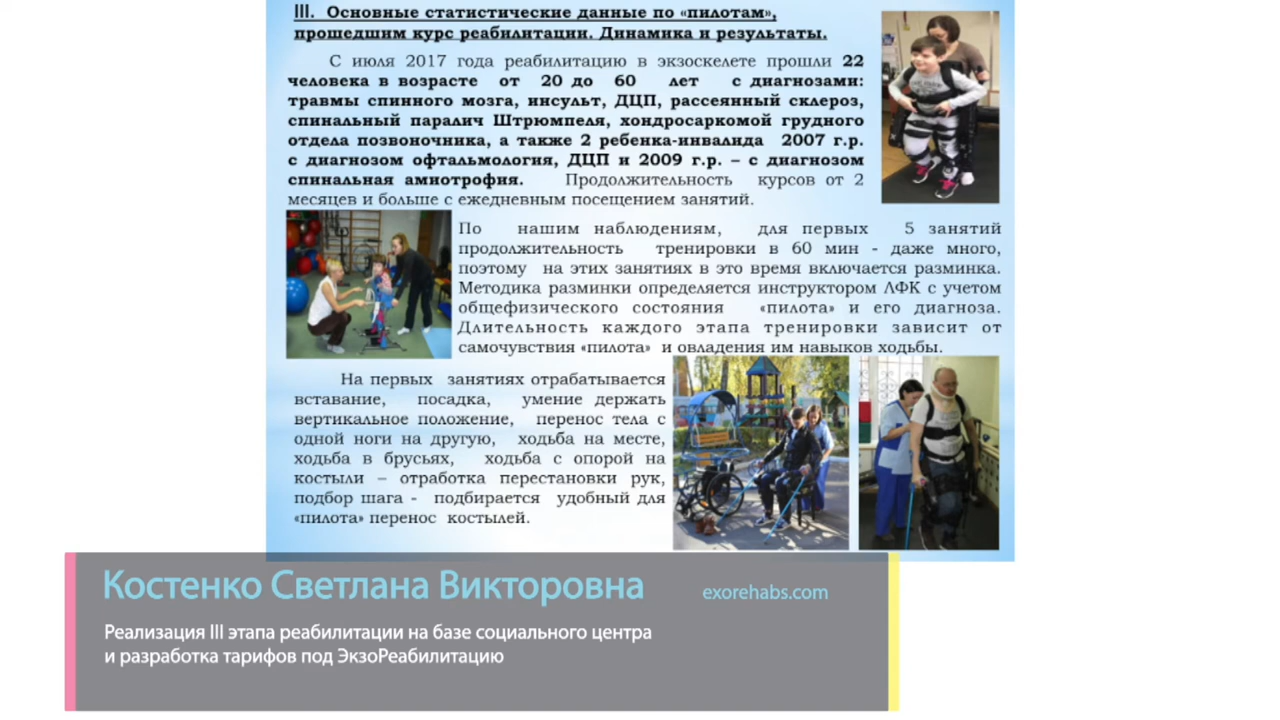 III. Основные статистические данные по «пилотам»,
прошедшим курс реабилитации. Динамика и результаты.
С июля 2017 года реабилитацию в экзоскелете прошли 22
человека в возрасте от 20 до 60 лет с диагнозами:
травмы спинного мозга, инсульт, ДЦП, рассеянный склероз,
спинальный паралич Штрюмпеля, хондросаркомой грудного
отдела позвоночника, а также 2 ребенка-инвалида 2007 г.р.
с диагнозом офтальмология, ДЦП и 2009 г.р. – с диагнозом
спинальная амиотрофия. Продолжительность курсов от 2
месяцев и больше с ежедневным посещением занятий.
По нашим наблюдениям, для первых 5 занятий
продолжительность тренировки в 60 мин - даже много,
поэтому на этих занятиях в это время включается разминка.
Методика разминки определяется инструктором ЛФК с учетом
общефизического состояния «пилота» и его диагноза.
Длительность каждого этапа тренировки зависит от
самочувствия «пилота» и овладения им навыков ходьбы.
На первых занятиях отрабатывается
вставание, посадка, умение держать
вертикальное положение, перенос тела с
одной ноги на другую, ходьба на месте,
ходьба в брусьях, ходьба с опорой на
костыли – отработка перестановки рук,
подбор шага - подбирается удобный для
«пилота» перенос костылей.
Костенко Светлана Викторовна
exorehabs.com
Реализация III этапа реабилитации на базе социального центра
и разработка тарифов под ЭкзоРеабилитацию